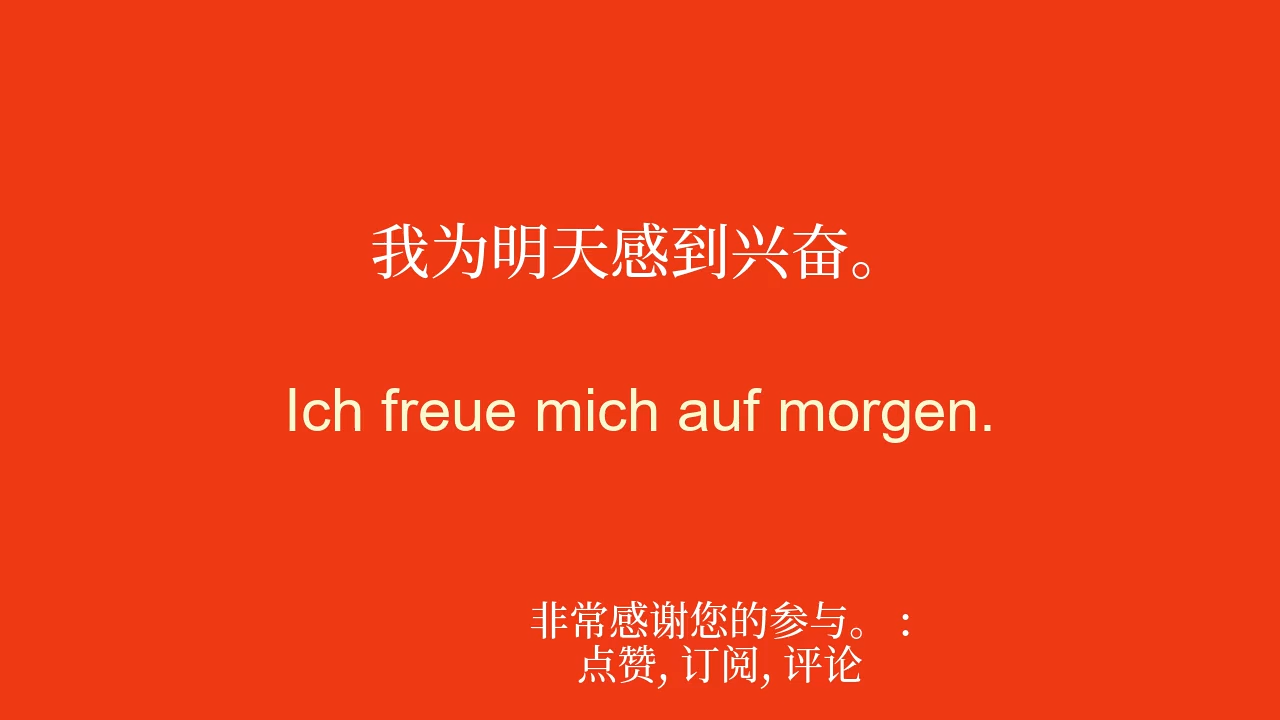 我为明天感到兴奋。
Ich freue mich auf morgen.
非常感谢您的参与。 :
点赞, 订阅, 评论